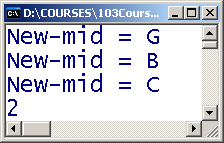 D:\COURSES\103Cours...
New-mid = G
New-mid = B
New-mid = C
2